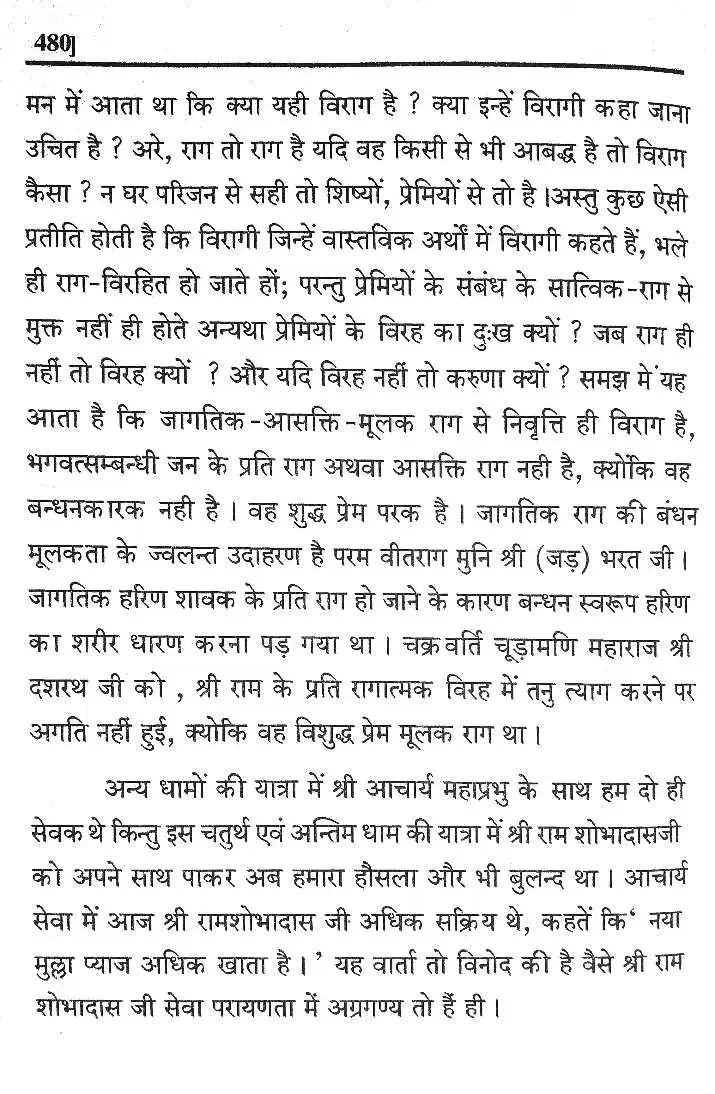 480]
मन में आता था कि क्या यही विराग है ? क्या इन्हें विरागी कहा जाना
उचित है ? अरे, राग तो राग है यदि वह किसी से भी आबद्ध है तो विराग
कैसा ? न घर परिजन से सही तो शिष्यों, प्रेमियों से तो है ।अस्तु कुछ ऐसी
प्रतीति होती है कि विरागी जिन्हें वास्तविक अर्थों में विरागी कहते हैं, भले
ही राग-विरहित हो जाते हों; परन्तु प्रेमियों के संबंध के सात्विक-राग से
मुक्त नहीं ही होते अन्यथा प्रेमियों के विरह का दुःख क्यों ? जब राग ही
नहीं तो विरह क्यों ? और यदि विरह नहीं तो करुणा क्यों ? समझ में यह
आता है कि जागतिक-आसक्ति-मूलक राग से निवृत्ति ही विराग है,
भगवत्सम्बन्धी जन के प्रति राग अथवा आसक्ति राग नही है, क्योंकि वह
बन्धनकारक नही है । वह शुद्ध प्रेम परक है । जागतिक राग की बंधन
मूलकता के ज्वलन्त उदाहरण है परम वीतराग मुनि श्री (जड़) भरत जी ।
जागतिक हरिण शावक के प्रति राग हो जाने के कारण बन्धन स्वरूप हरिण
का शरीर धारण करना पड़ गया था । चक्रवर्ति चूड़ामणि महाराज श्री
दशरथ जी को , श्री राम के प्रति रागात्मक विरह में तनु त्याग करने पर
अगति नहीं हुई, क्योकि वह विशुद्ध प्रेम मूलक राग था ।
अन्य धामों की यात्रा में श्री आचार्य महाप्रभु के साथ हम दो ही
सेवक थे किन्तु इस चतुर्थ एवं अन्तिम धाम की यात्रा में श्री राम शोभादासजी
को अपने साथ पाकर अब हमारा हौसला और भी बुलन्द था । आचार्य
सेवा में आज श्री रामशोभादास जी अधिक सक्रिय थे, कहतें कि‘ नया
मुल्ला प्याज अधिक खाता है । ’ यह वार्ता तो विनोद की है वैसे श्री राम
शोभादास जी सेवा परायणता में अग्रगण्य तो हैं ही ।